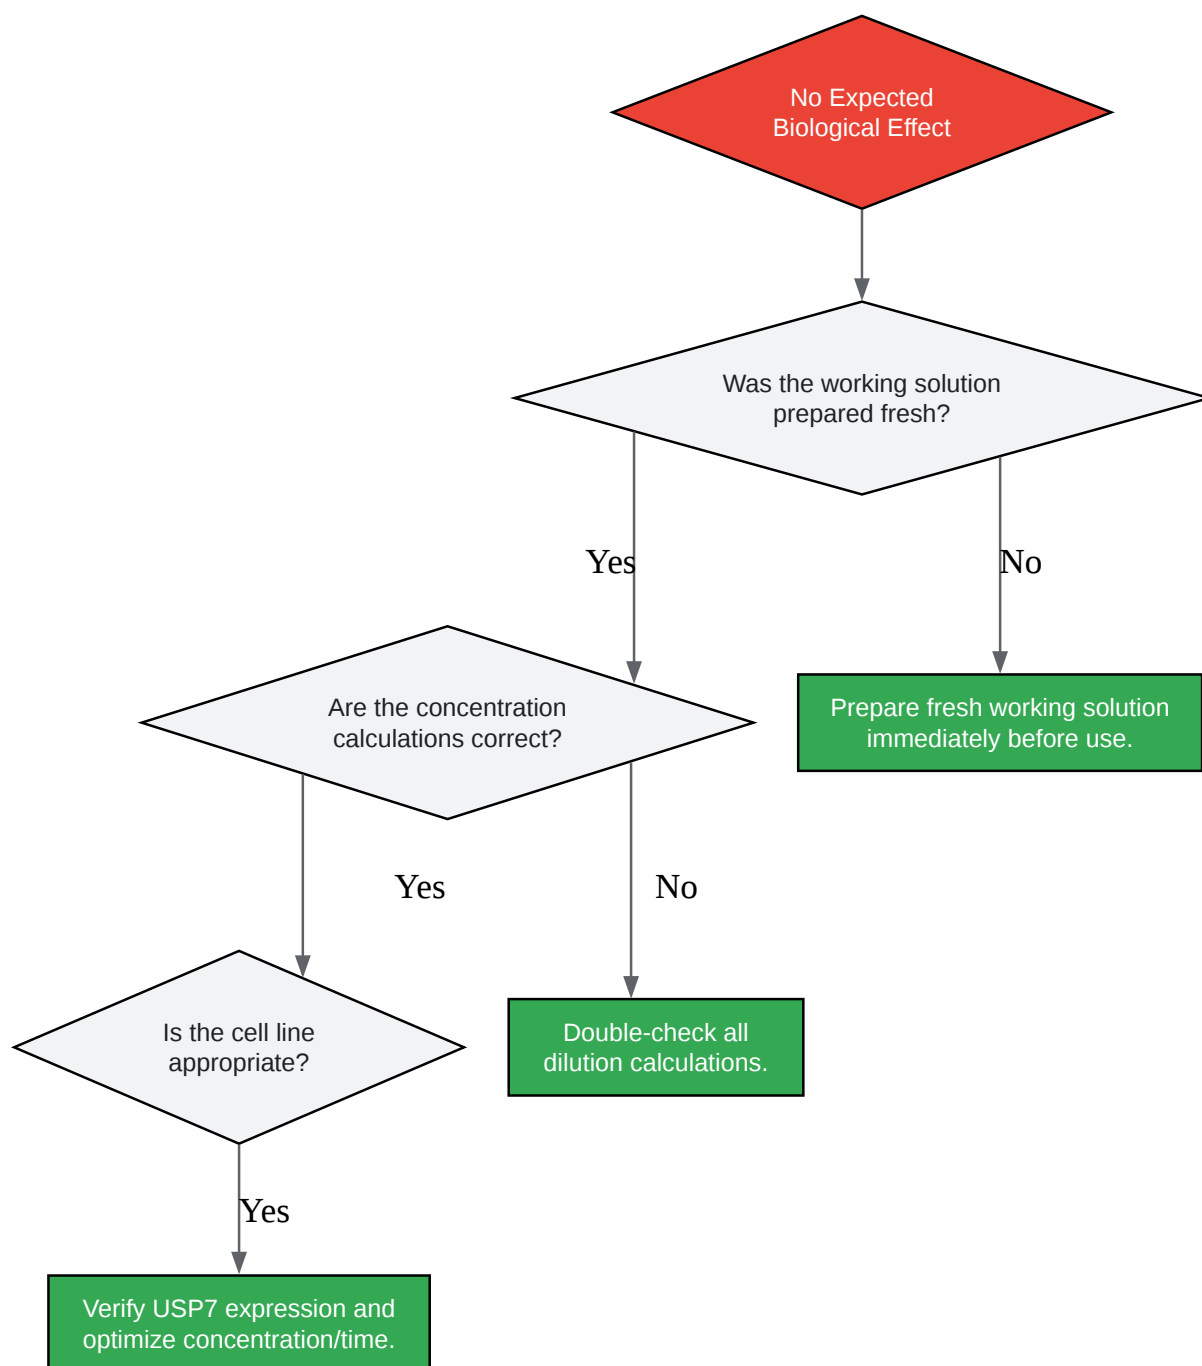 No Expected
Biological Effect
Was the working solution
prepared fresh?
Yes
No
Are the concentration
calculations correct?
Prepare fresh working solution
immediately before use.
Yes
No
Is the cell line
appropriate?
Double-check all
dilution calculations.
Yes
Verify USP7 expression and
optimize concentration/time.